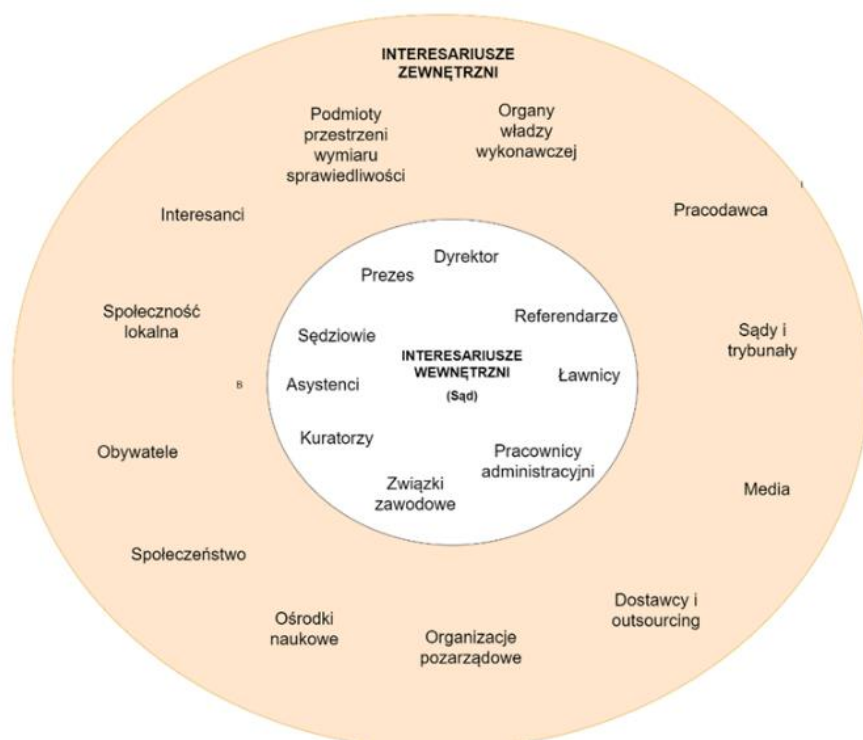 INTERESARIUSZE
ZEWNĘTRZNI
Podmioty
przestrzeni
wymiaru
sprawiedliwości
Organy
władzy
wykonawczej
Interesanci
Pracodawca
Społeczność
lokalna
Sądy i
trybunały
Obywatele
Media
Społeczeństwo
Dostawcy i
outsourcing
Ośrodki
naukowe
Organizacje
pozarządowe
Dyrektor
Prezes
Referendarze
Sędziowie
INTERESARIUSZE
WEWNĘTRZNI
(Sąd)
Asystenci
Ławnicy
Kuratorzy
Pracownicy
administracyjni
Związki
zawodowe
B